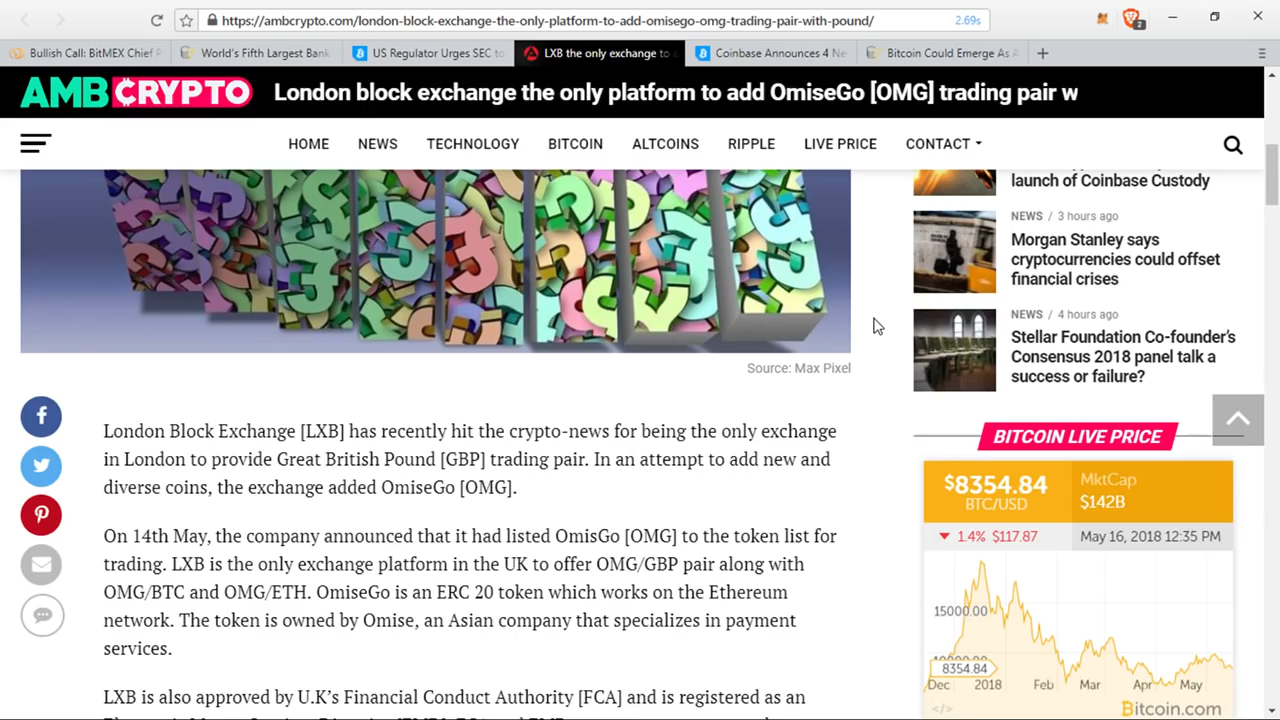 https://ambcrypto.com/london-block-exchange-the-only-platform-to-add-omisego-omg-trading-pair-with-pound/
2.69s
2
Bullish Call: BitMEX Chief
World's Fifth Largest Bank
US Regulator Urges SEC to
LXB the only exchange to
Coinbase Announces 4 Ne
Bitcoin Could Emerge As
AMBCRYPTO
London block exchange the only platform to add OmiseGo [OMG] trading pair w
HOME
NEWS
TECHNOLOGY
BITCOIN
ALTCOINS
RIPPLE
LIVE PRICE
CONTACT
launch of Coinbase Custody
NEWS / 3 hours ago
Morgan Stanley says
cryptocurrencies could offset
financial crises
NEWS / 4 hours ago
Stellar Foundation Co-founder's
Consensus 2018 panel talk a
success or failure?
Source: Max Pixel
London Block Exchange [LXB] has recently hit the crypto-news for being the only exchange
in London to provide Great British Pound [GBP] trading pair. In an attempt to add new and
diverse coins, the exchange added OmiseGo [OMG].
On 14th May, the company announced that it had listed OmisGo [OMG] to the token list for
trading. LXB is the only exchange platform in the UK to offer OMG/GBP pair along with
OMG/BTC and OMG/ETH. OmiseGo is an ERC 20 token which works on the Ethereum
network. The token is owned by Omise, an Asian company that specializes in payment
services.
LXB is also approved by U.K's Financial Conduct Authority [FCA] and is registered as an
BITCOIN LIVE PRICE
$8354.84
BTC/USD
MktCap
$142B
1.4% $117.87
May 16, 2018 12:35 PM
15000.00
8354.84
Dec 2018 Feb Mar Apr May
</>
Bitcoin.com